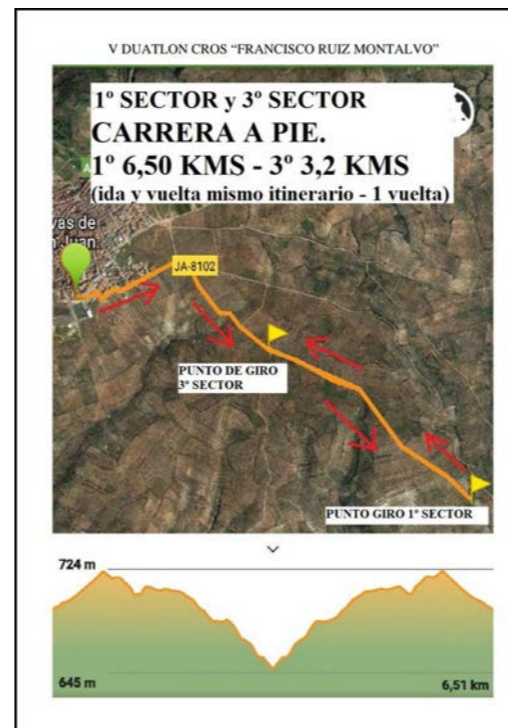 V DUATLON CROS “FRANCISCO RUIZ MONTALVO”
1º SECTOR y 3º SECTOR
CARRERA A PIE.
1º 6,50 KMS - 3º 3,2 KMS
(ida y vuelta mismo itinerario - 1 vuelta)
vas de
Juan
JA-8102
PUNTO DE GIRO
3º SECTOR
PUNTO GIRO 1º SECTOR
724 m
645 m
6,51 km